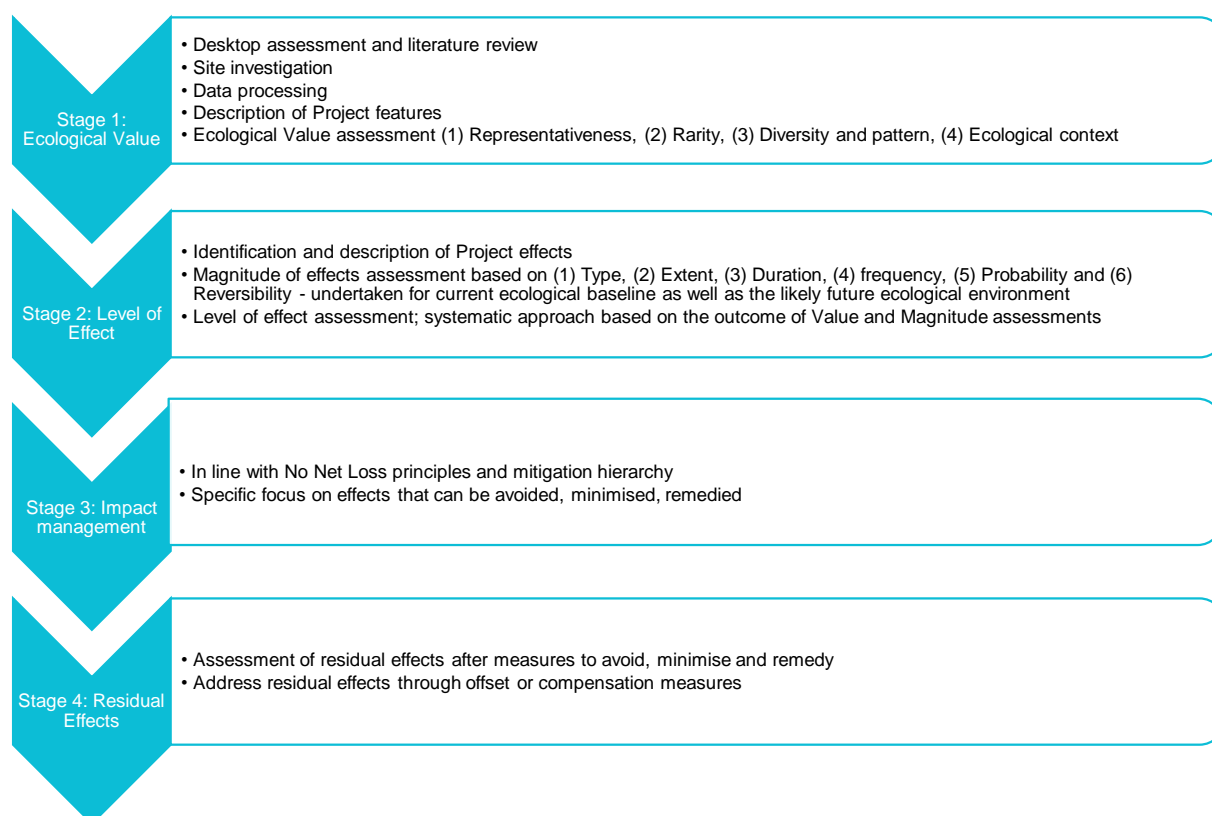 Stage 1:
Ecological Value
• Desktop assessment and literature review
• Site investigation
• Data processing
• Description of Project features
• Ecological Value assessment (1) Representativeness, (2) Rarity, (3) Diversity and pattern, (4) Ecological context
Stage 2: Level of
Effect
• Identification and description of Project effects
• Magnitude of effects assessment based on (1) Type, (2) Extent, (3) Duration, (4) frequency, (5) Probability and (6)
Reversibility - undertaken for current ecological baseline as well as the likely future ecological environment
• Level of effect assessment; systematic approach based on the outcome of Value and Magnitude assessments
Stage 3: Impact
management
• In line with No Net Loss principles and mitigation hierarchy
• Specific focus on effects that can be avoided, minimised, remedied
Stage 4: Residual
Effects
• Assessment of residual effects after measures to avoid, minimise and remedy
• Address residual effects through offset or compensation measures